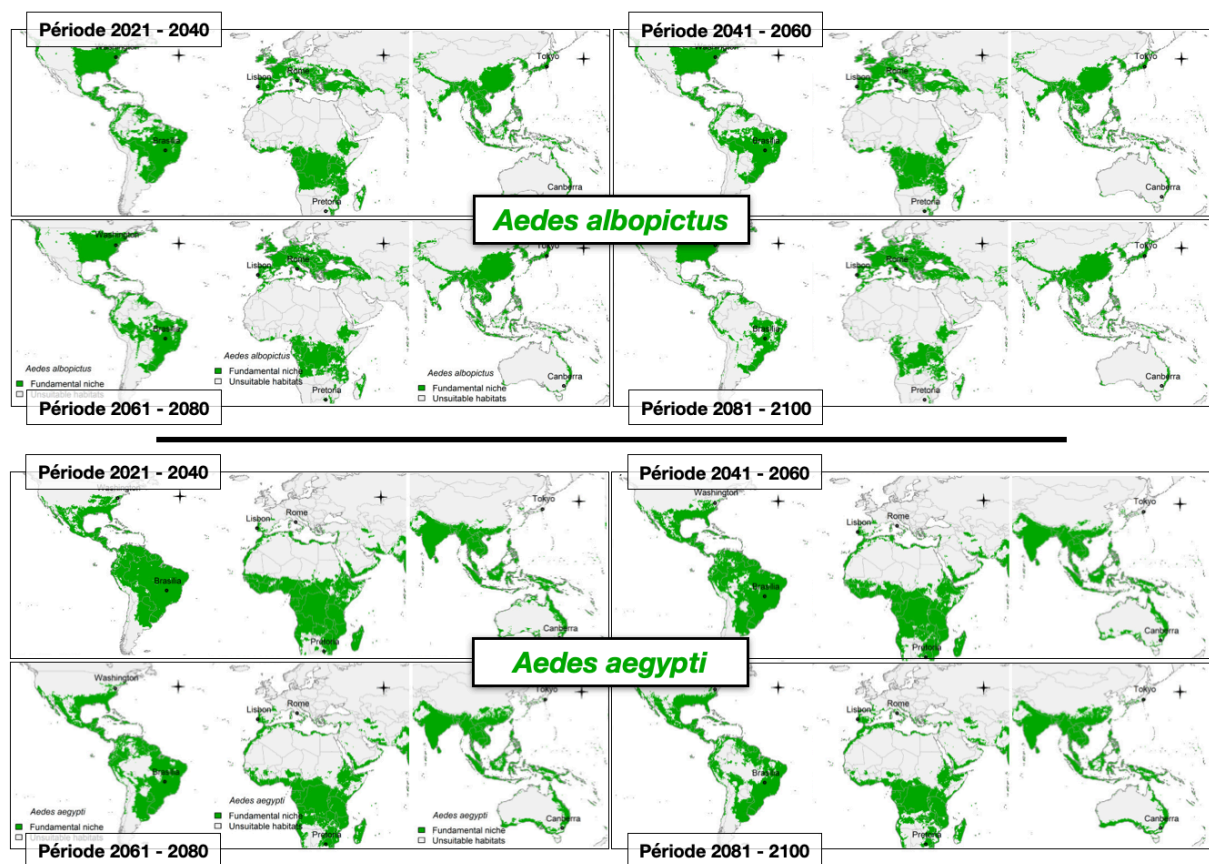 Période 2021 - 2040
Période 2041 - 2060
Washington
Lisbon
Rome
Tokyo
Brasília
Pretoria
Canberra
Washington
Lisbon
Rome
Tokyo
Brasília
Pretoria
Canberra
Aedes albopictus
Washington
Lisbon
Rome
Tokyo
Brasília
Pretoria
Canberra
Aedes albopictus
Fundamental niche
Unsuitable habitats
Aedes albopictus
Fundamental niche
Unsuitable habitats
Aedes albopictus
Fundamental niche
Unsuitable habitats
Lisbon
Rome
Tokyo
Brasília
Pretoria
Canberra
Période 2061 - 2080
Période 2081 - 2100
Période 2021 - 2040
Période 2041 - 2060
Washington
Lisbon
Rome
Tokyo
Brasília
Pretoria
Canberra
Washington
Lisbon
Rome
Tokyo
Brasília
Pretoria
Canberra
Aedes aegypti
Washington
Lisbon
Rome
Tokyo
Brasília
Pretoria
Canberra
Aedes aegypti
Fundamental niche
Unsuitable habitats
Aedes aegypti
Fundamental niche
Unsuitable habitats
Aedes aegypti
Fundamental niche
Unsuitable habitats
Lisbon
Rome
Tokyo
Brasília
Pretoria
Canberra
Période 2061 - 2080
Période 2081 - 2100